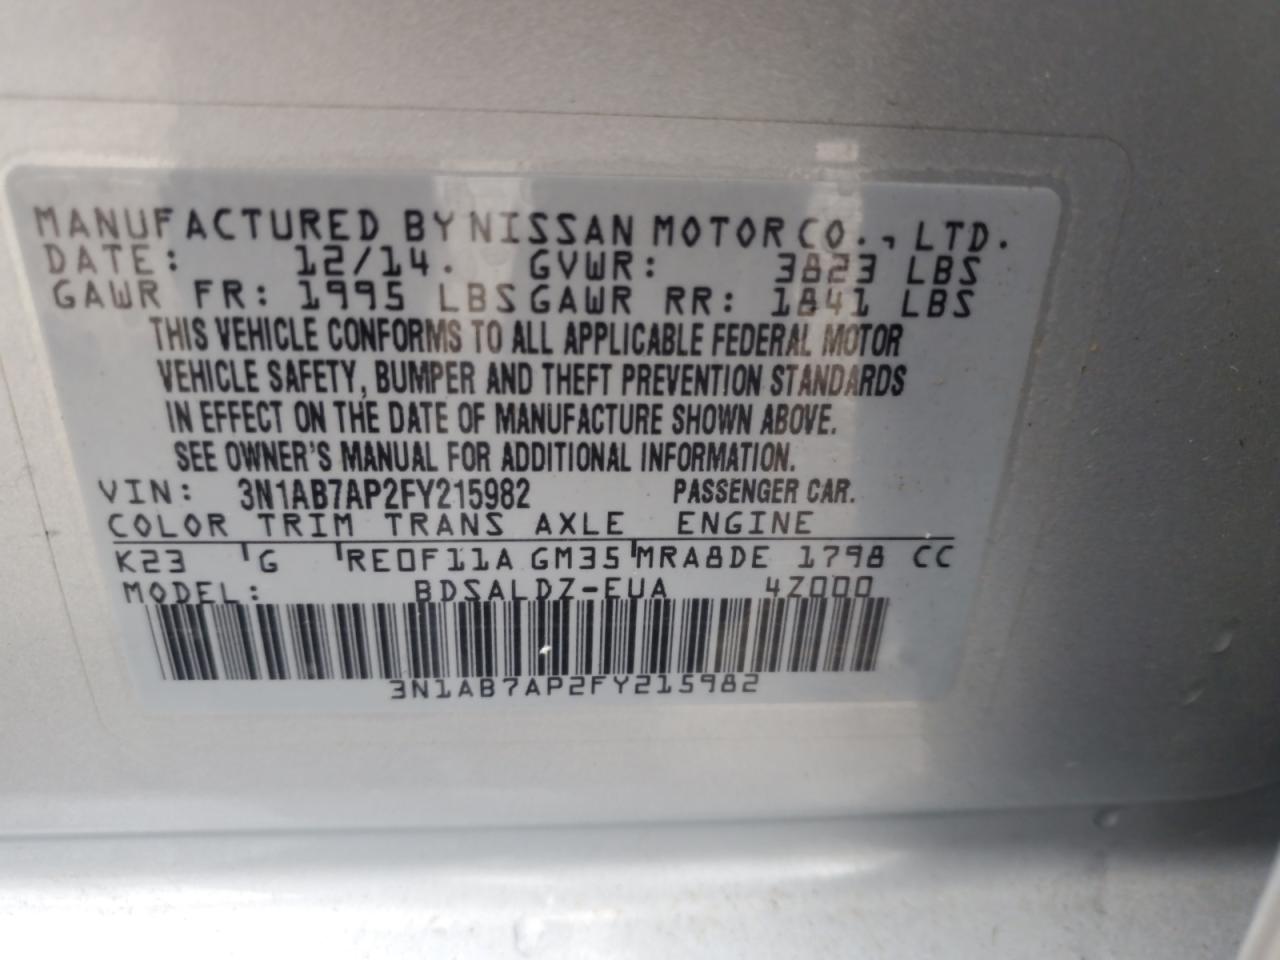 MANUFACTURED BY NISSAN MOTOR CO., LTD.
DATE: 12/14. GVWR: 3823 LBS
GAWR FR: 1995 LBS GAWR RR: 1841 LBS
THIS VEHICLE CONFORMS TO ALL APPLICABLE FEDERAL MOTOR
VEHICLE SAFETY, BUMPER AND THEFT PREVENTION STANDARDS
IN EFFECT ON THE DATE OF MANUFACTURE SHOWN ABOVE.
SEE OWNER'S MANUAL FOR ADDITIONAL INFORMATION.
VIN: 3N1AB7AP2FY215982 PASSENGER CAR.
COLOR TRIM TRANS AXLE ENGINE
K23 G RE0F11A GM35 MRA8DE 1798 CC
MODEL: BDSALDZ-EUA 4Z000
3N1AB7AP2FY215982